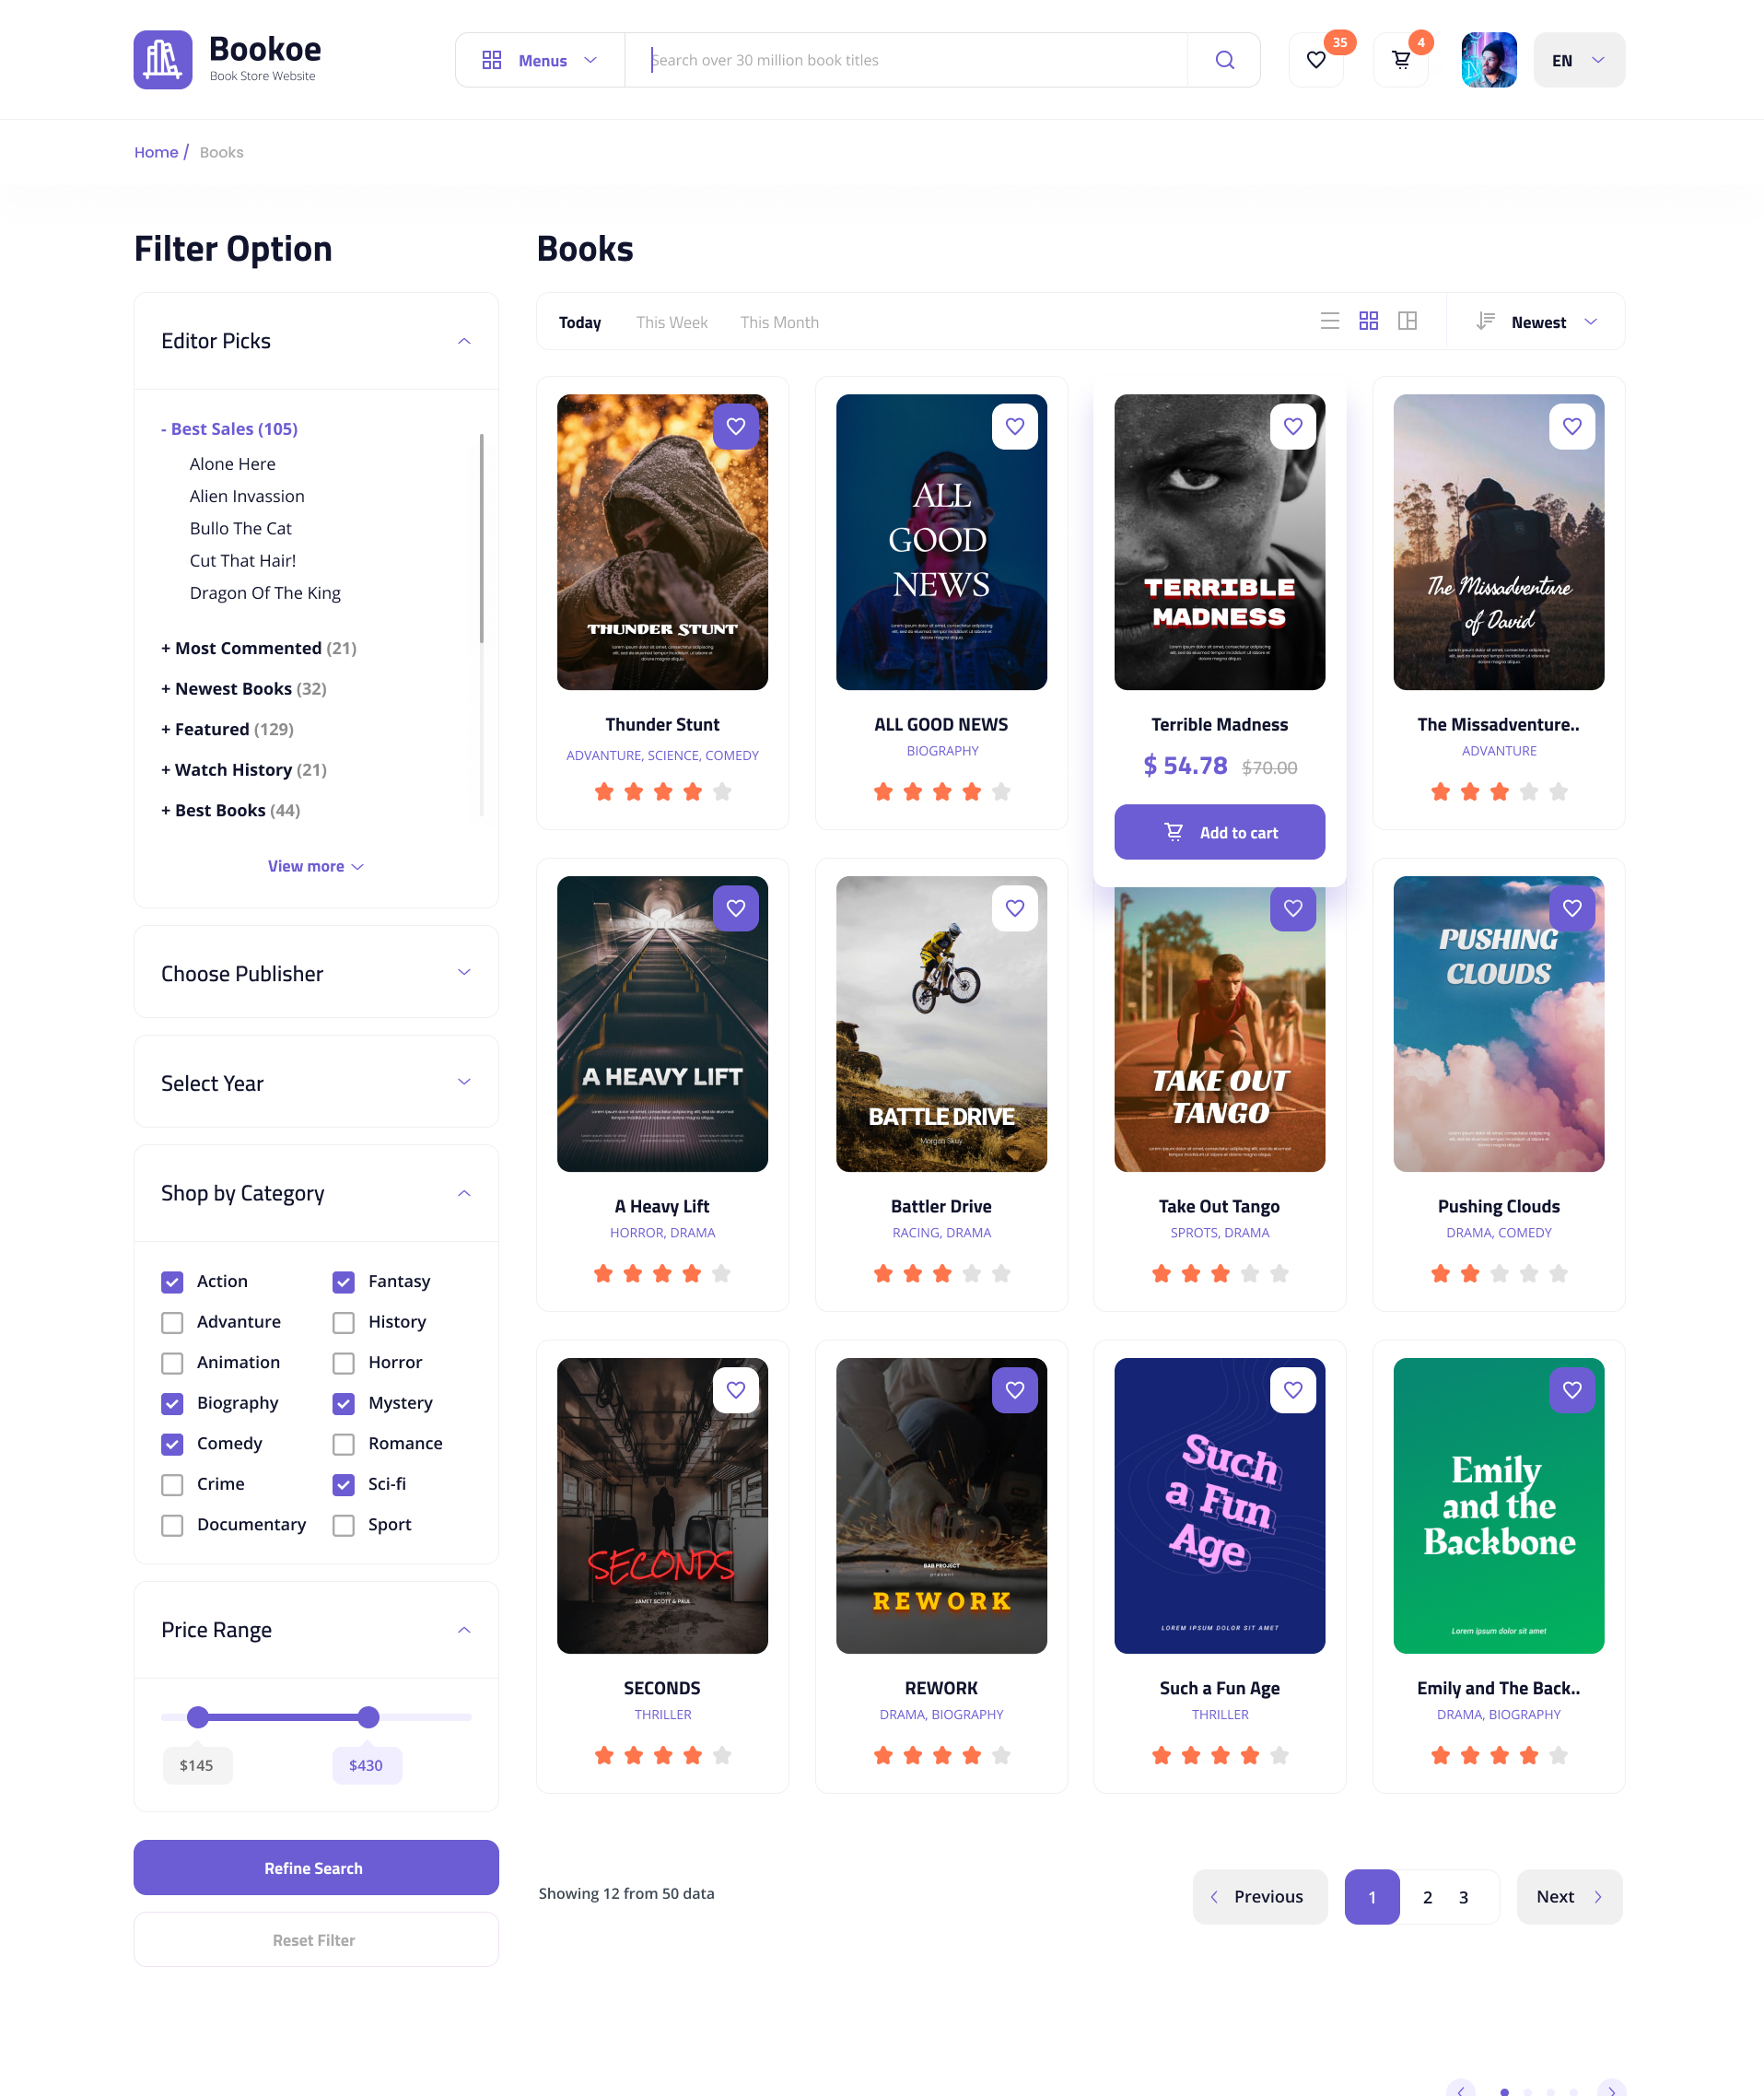 Bookoe
Book Store Website
Menus
Search over 30 million book titles
35
4
EN
Home / Books
Filter Option
Editor Picks
- Best Sales (105)
Alone Here
Alien Invassion
Bullo The Cat
Cut That Hair!
Dragon Of The King
+ Most Commented (21)
+ Newest Books (32)
+ Featured (129)
+ Watch History (21)
+ Best Books (44)
View more
Choose Publisher
Select Year
Shop by Category
Action
Fantasy
Advanture
History
Animation
Horror
Biography
Mystery
Comedy
Romance
Crime
Sci-fi
Documentary
Sport
Price Range
$145
$430
Refine Search
Reset Filter
Books
Today
This Week
This Month
Newest
THUNDER STUNT
Thunder Stunt
ADVANTURE, SCIENCE, COMEDY
ALL
GOOD
NEWS
ALL GOOD NEWS
BIOGRAPHY
TERRIBLE
MADNESS
Terrible Madness
$ 54.78 $70.00
Add to cart
The Missadventure
of David
The Missadventure..
ADVANTURE
A HEAVY LIFT
A Heavy Lift
HORROR, DRAMA
BATTLE DRIVE
Battler Drive
RACING, DRAMA
TAKE OUT
TANGO
Take Out Tango
SPROTS, DRAMA
PUSHING
CLOUDS
Pushing Clouds
DRAMA, COMEDY
SECONDS
JAMET SCOTT & PAUL
SECONDS
THRILLER
BAB PROJECT
present
REWORK
REWORK
DRAMA, BIOGRAPHY
Such
a Fun
Age
LOREM IPSUM DOLOR SIT AMET
Such a Fun Age
THRILLER
Emily
and the
Backbone
Lorem ipsum dolor sit amet
Emily and The Back..
DRAMA, BIOGRAPHY
Showing 12 from 50 data
Previous
1
2
3
Next